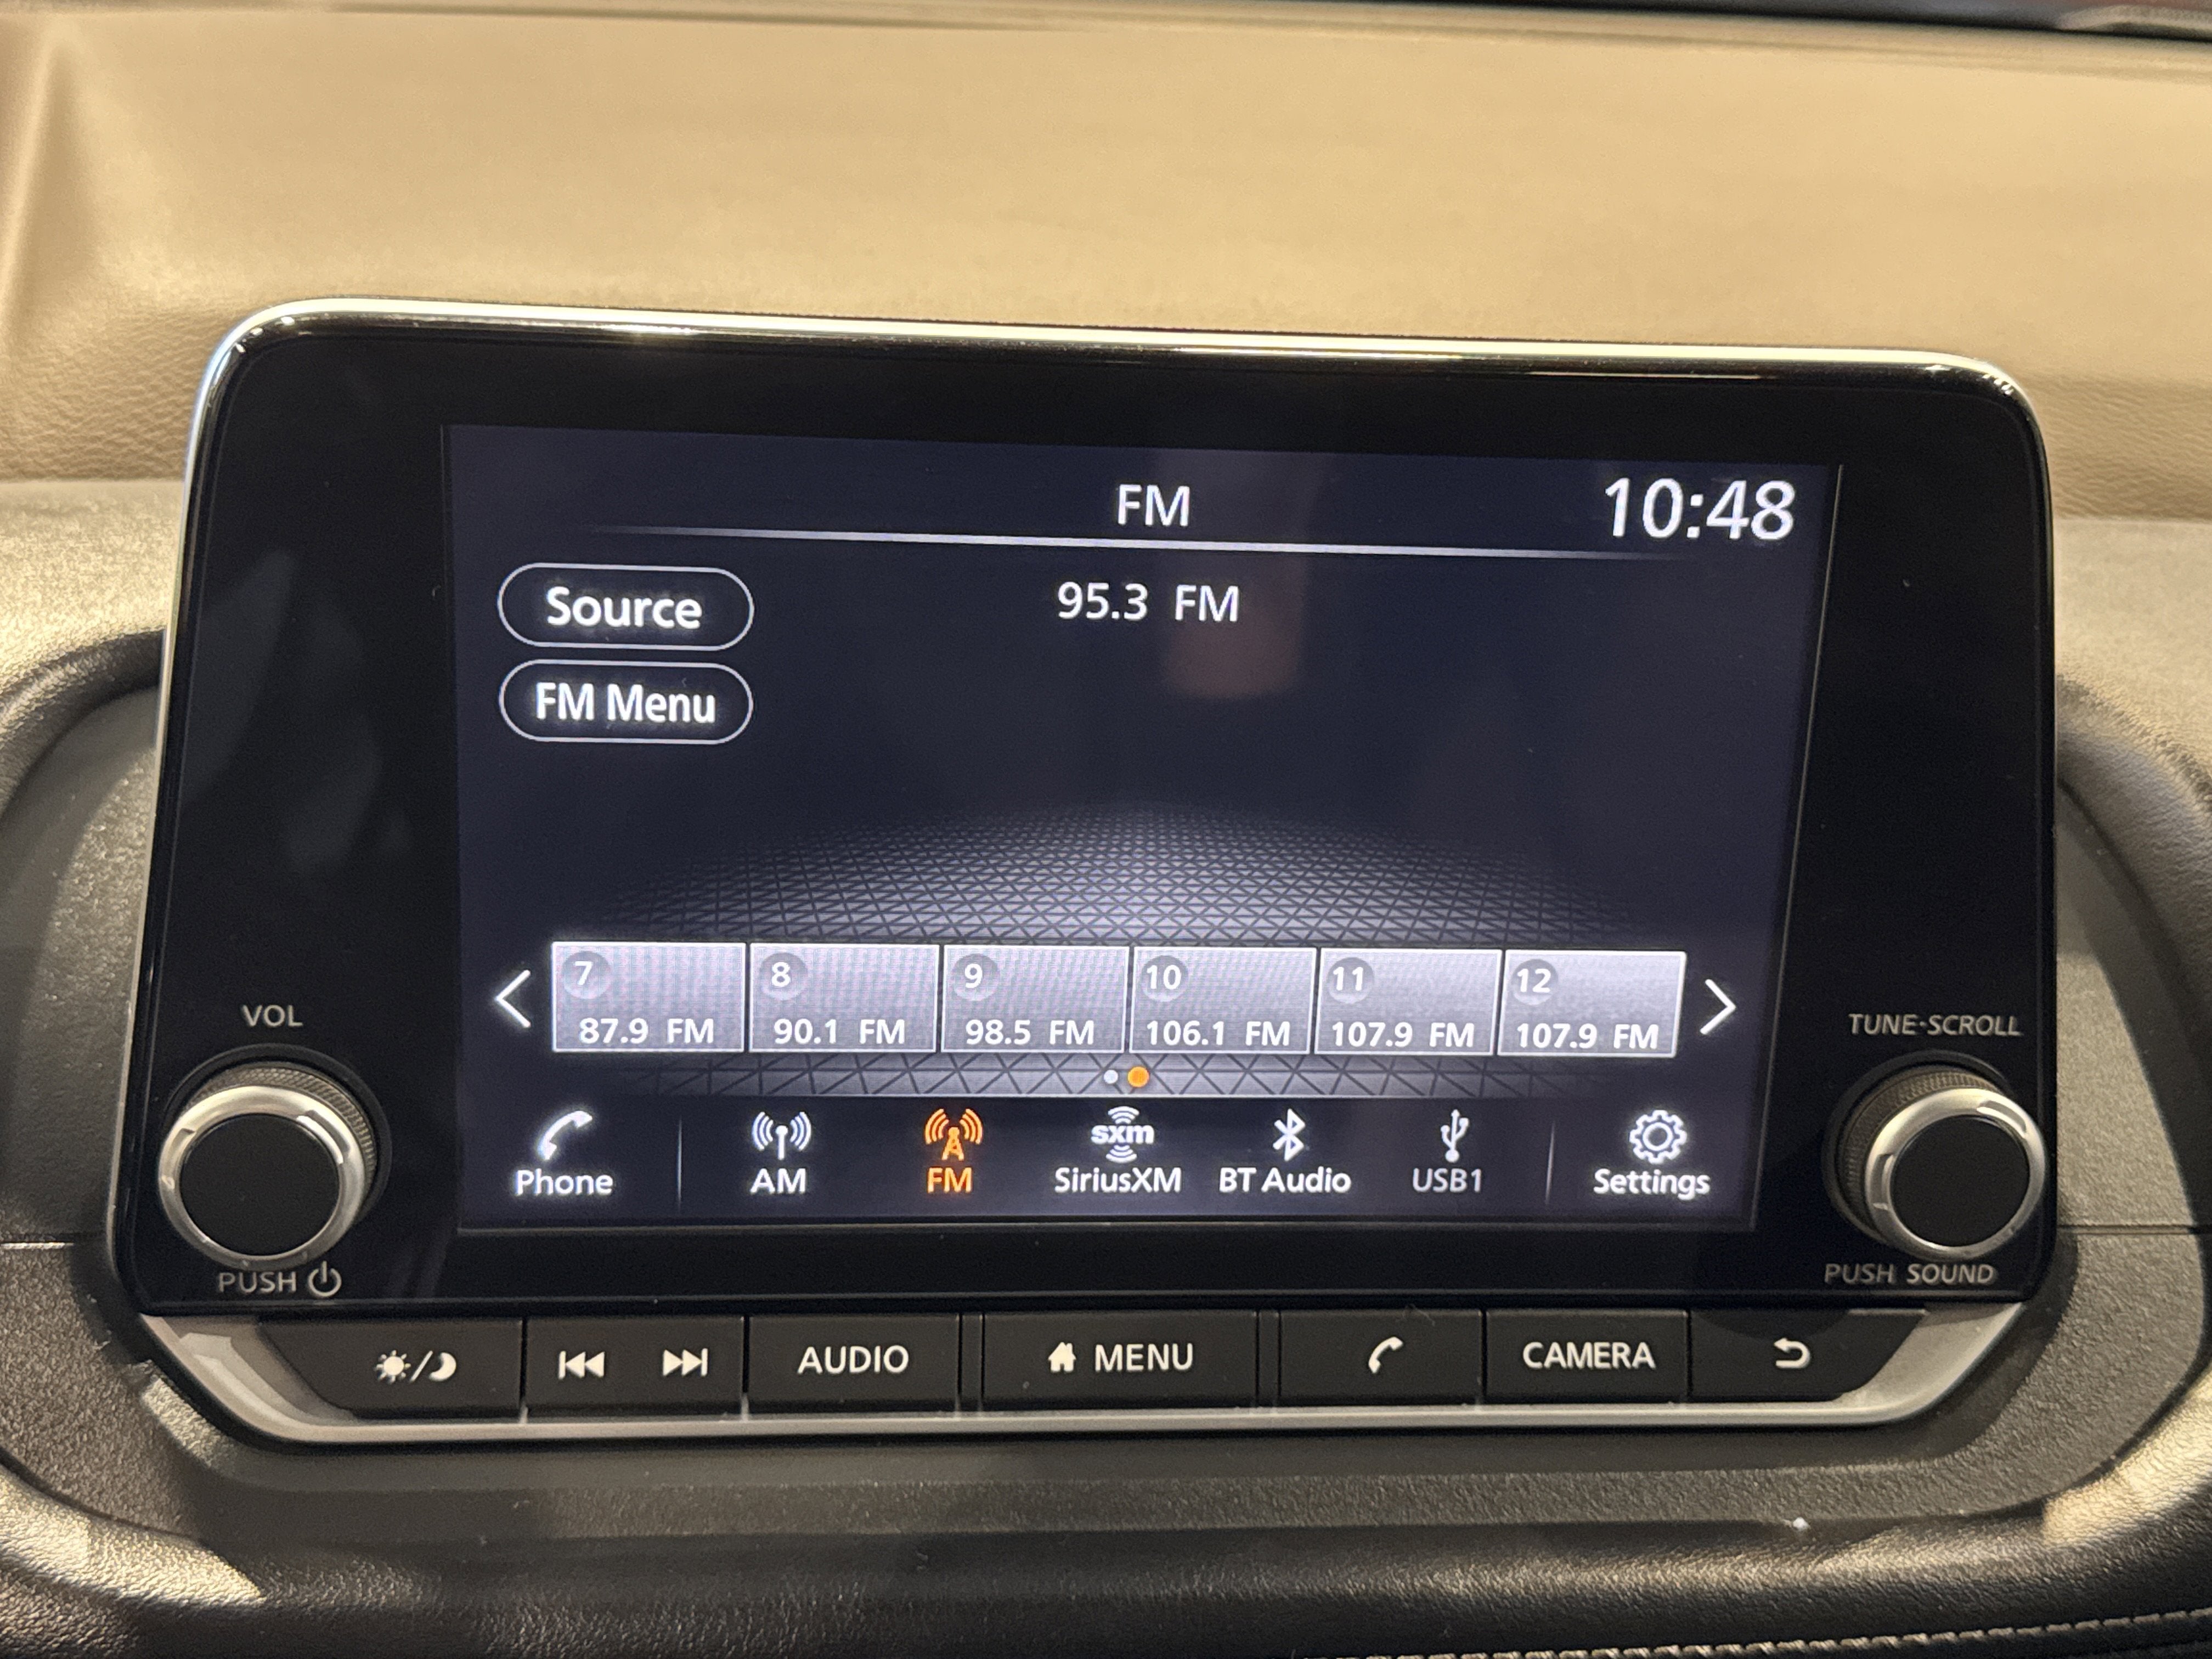 FM
10:48
Source
95.3 FM
FM Menu
7
8
9
10
11
12
87.9 FM
90.1 FM
98.5 FM
106.1 FM
107.9 FM
107.9 FM
VOL
TUNE·SCROLL
sxm
Phone
AM
FM
SiriusXM
BT Audio
USB1
Settings
PUSH
PUSH SOUND
AUDIO
MENU
CAMERA